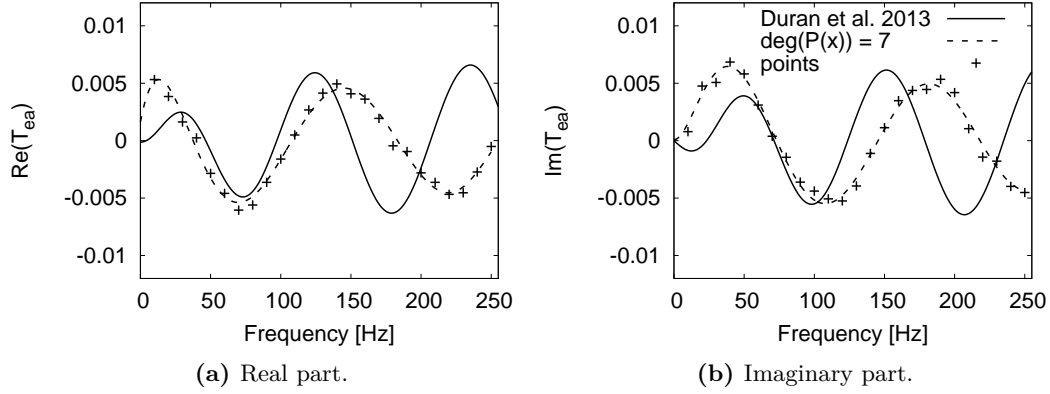 0.01
0.005
0
-0.005
-0.01
Re(T_ea)
0 50 100 150 200 250
Frequency [Hz]
(a) Real part.
Duran et al. 2013
deg(P(x)) = 7
points
0.01
0.005
0
-0.005
-0.01
Im(T_ea)
0 50 100 150 200 250
Frequency [Hz]
(b) Imaginary part.